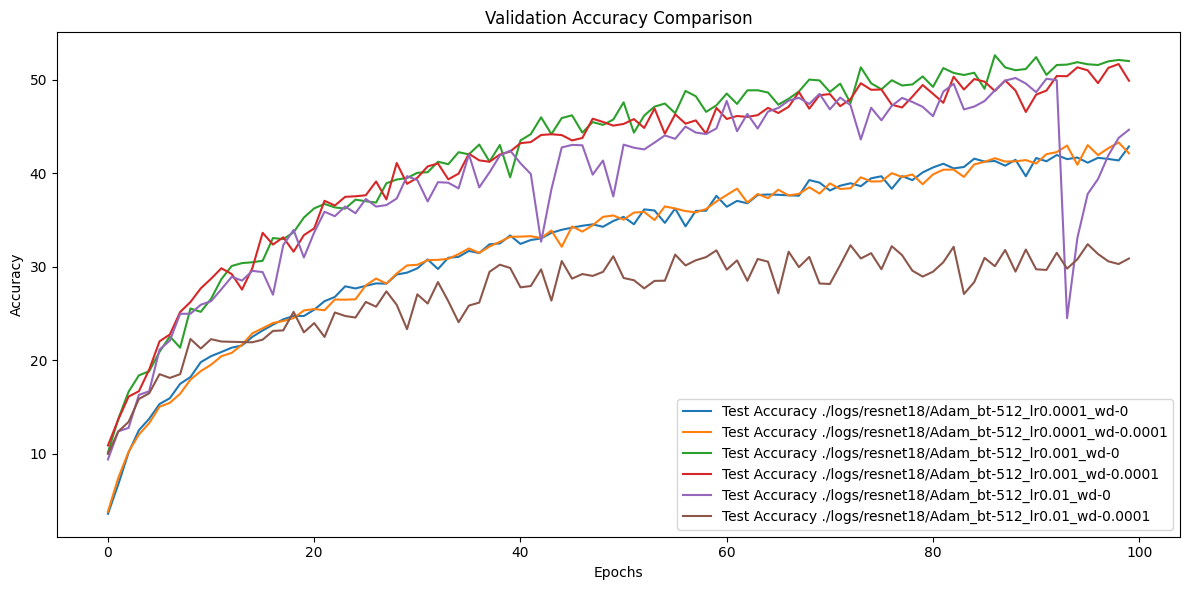 Validation Accuracy Comparison
Accuracy
50
40
30
20
10
0
20
40
60
80
100
Epochs
Test Accuracy ./logs/resnet18/Adam_bt-512_lr0.0001_wd-0
Test Accuracy ./logs/resnet18/Adam_bt-512_lr0.0001_wd-0.0001
Test Accuracy ./logs/resnet18/Adam_bt-512_lr0.001_wd-0
Test Accuracy ./logs/resnet18/Adam_bt-512_lr0.001_wd-0.0001
Test Accuracy ./logs/resnet18/Adam_bt-512_lr0.01_wd-0
Test Accuracy ./logs/resnet18/Adam_bt-512_lr0.01_wd-0.0001